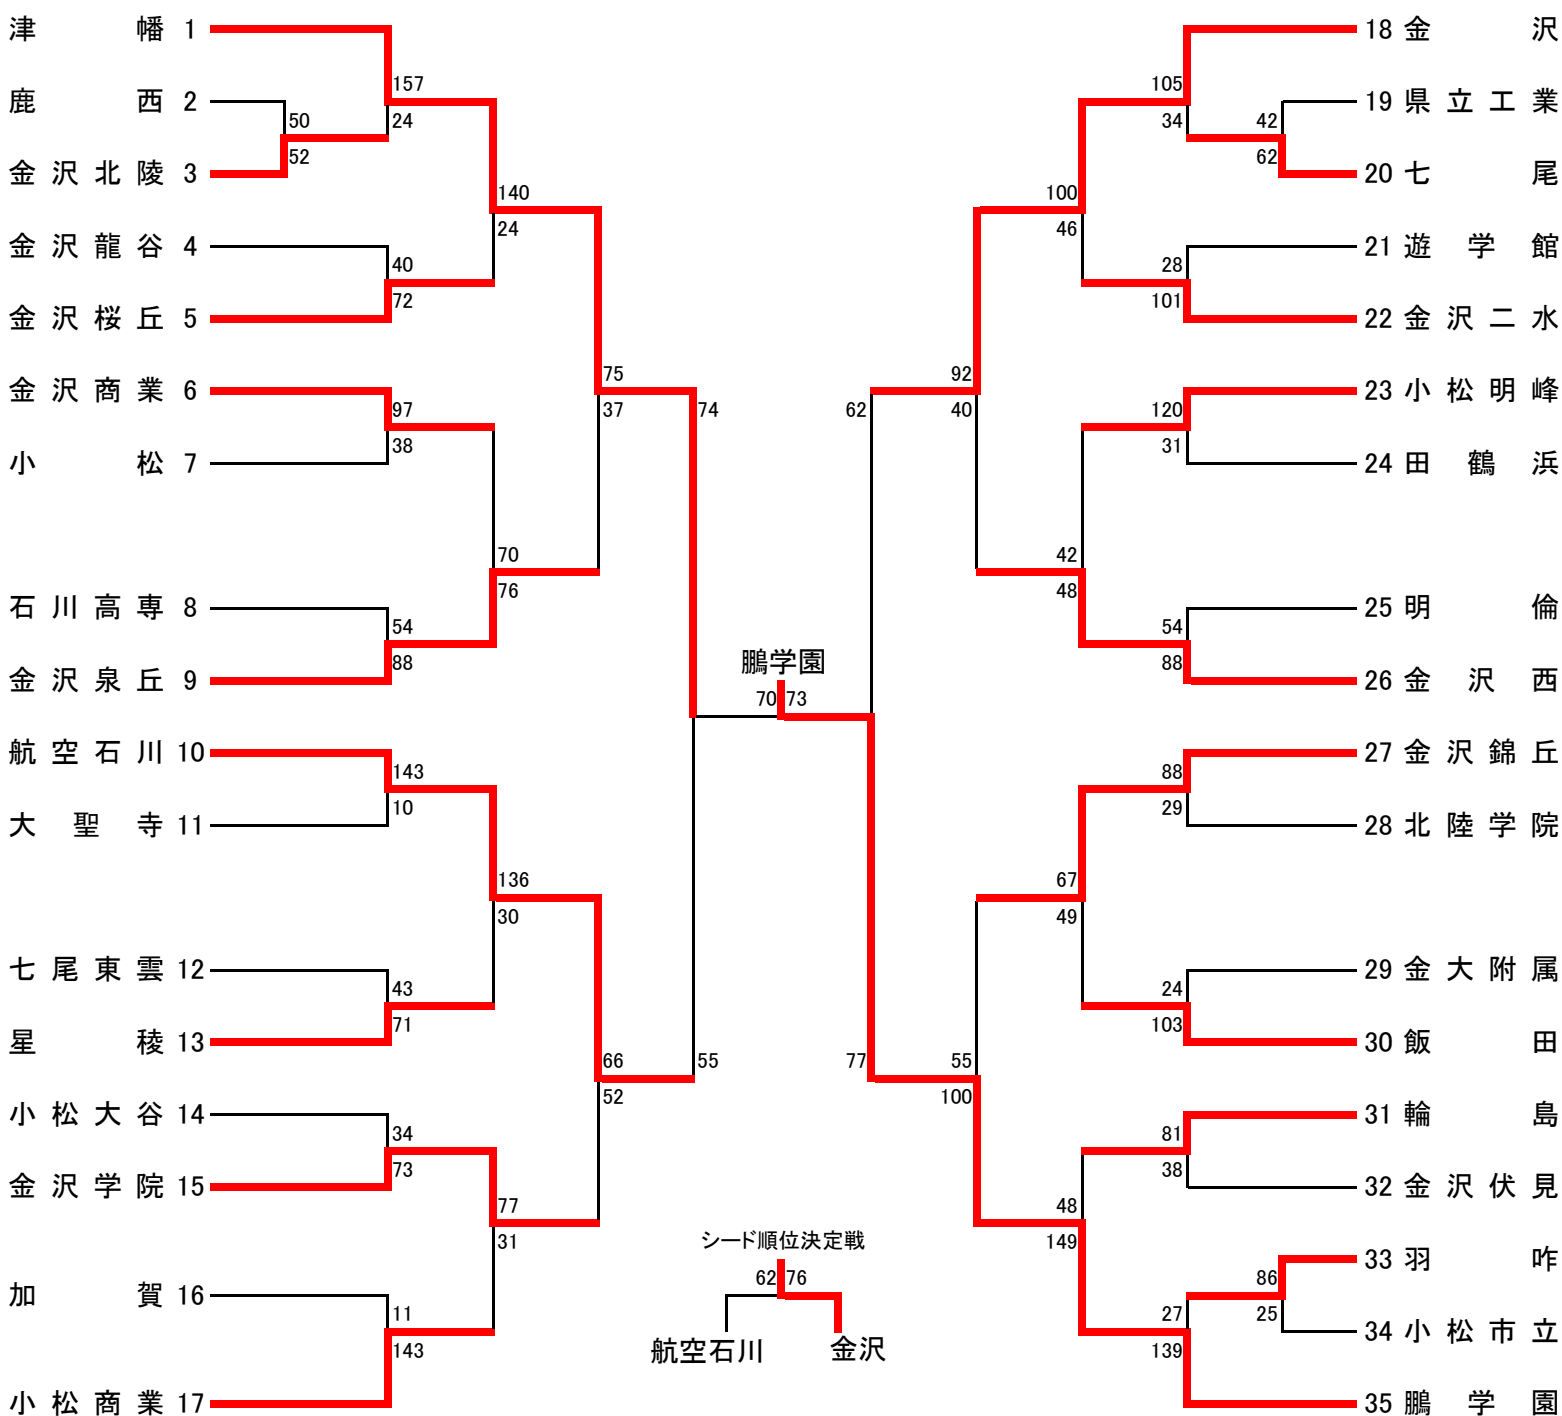 津幡 1
157
鹿西 2
50
24
52
金沢北陵 3
140
24
金沢龍谷 4
40
72
金沢桜丘 5
75
金沢商業 6
97
37
74
38
小松 7
70
76
石川高専 8
54
88
金沢泉丘 9
航空石川 10
143
10
大聖寺 11
136
30
七尾東雲 12
43
71
星稜 13
66
55
52
小松大谷 14
34
73
金沢学院 15
77
31
加賀 16
11
143
小松商業 17
鵬学園
70 73
シード順位決定戦
62 76
航空石川 金沢
18 金沢
105
19 県立工業
34
42
62
20 七尾
100
46
21 遊学館
28
101
22 金沢二水
92
23 小松明峰
62
40
120
31
24 田鶴浜
42
48
25 明倫
54
88
26 金沢西
27 金沢錦丘
88
29
28 北陸学院
67
49
29 金大附属
24
103
30 飯田
77
55
100
31 輪島
81
38
32 金沢伏見
48
149
33 羽咋
86
27
25
34 小松市立
139
35 鵬学園